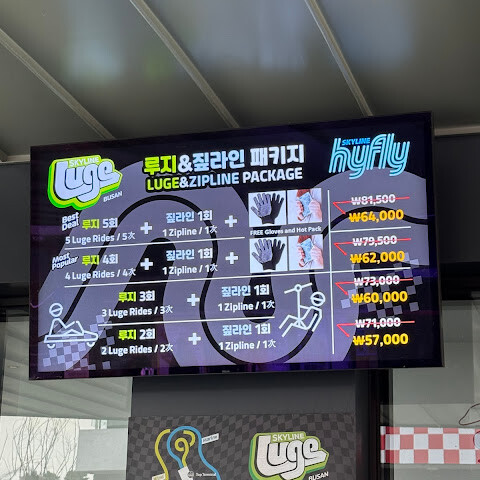 SKYLINE
Luge
BUSAN
루지&짚라인 패키지
LUGE&ZIPLINE PACKAGE
SKYLINE
hyfly
Best Deal 루지 5회 + 짚라인 1회 +
5 Luge Rides / 5次 1 Zipline / 1次
FREE Gloves and Hot Pack
₩81,500
₩64,000
Most Popular 루지 4회 + 짚라인 1회 +
4 Luge Rides / 4次 1 Zipline / 1次
₩79,500
₩62,000
루지 3회 + 짚라인 1회
3 Luge Rides / 3次 1 Zipline / 1次
₩73,000
₩60,000
루지 2회 + 짚라인 1회
2 Luge Rides / 2次 1 Zipline / 1次
₩71,000
₩57,000
SKYLINE
Luge
BUSAN